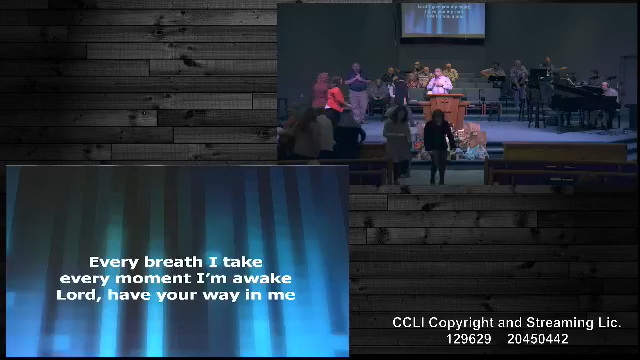 Every breath I take
every moment I'm awake
Lord, have your way in me
CCLI Copyright and Streaming Lic.
129629 20450442